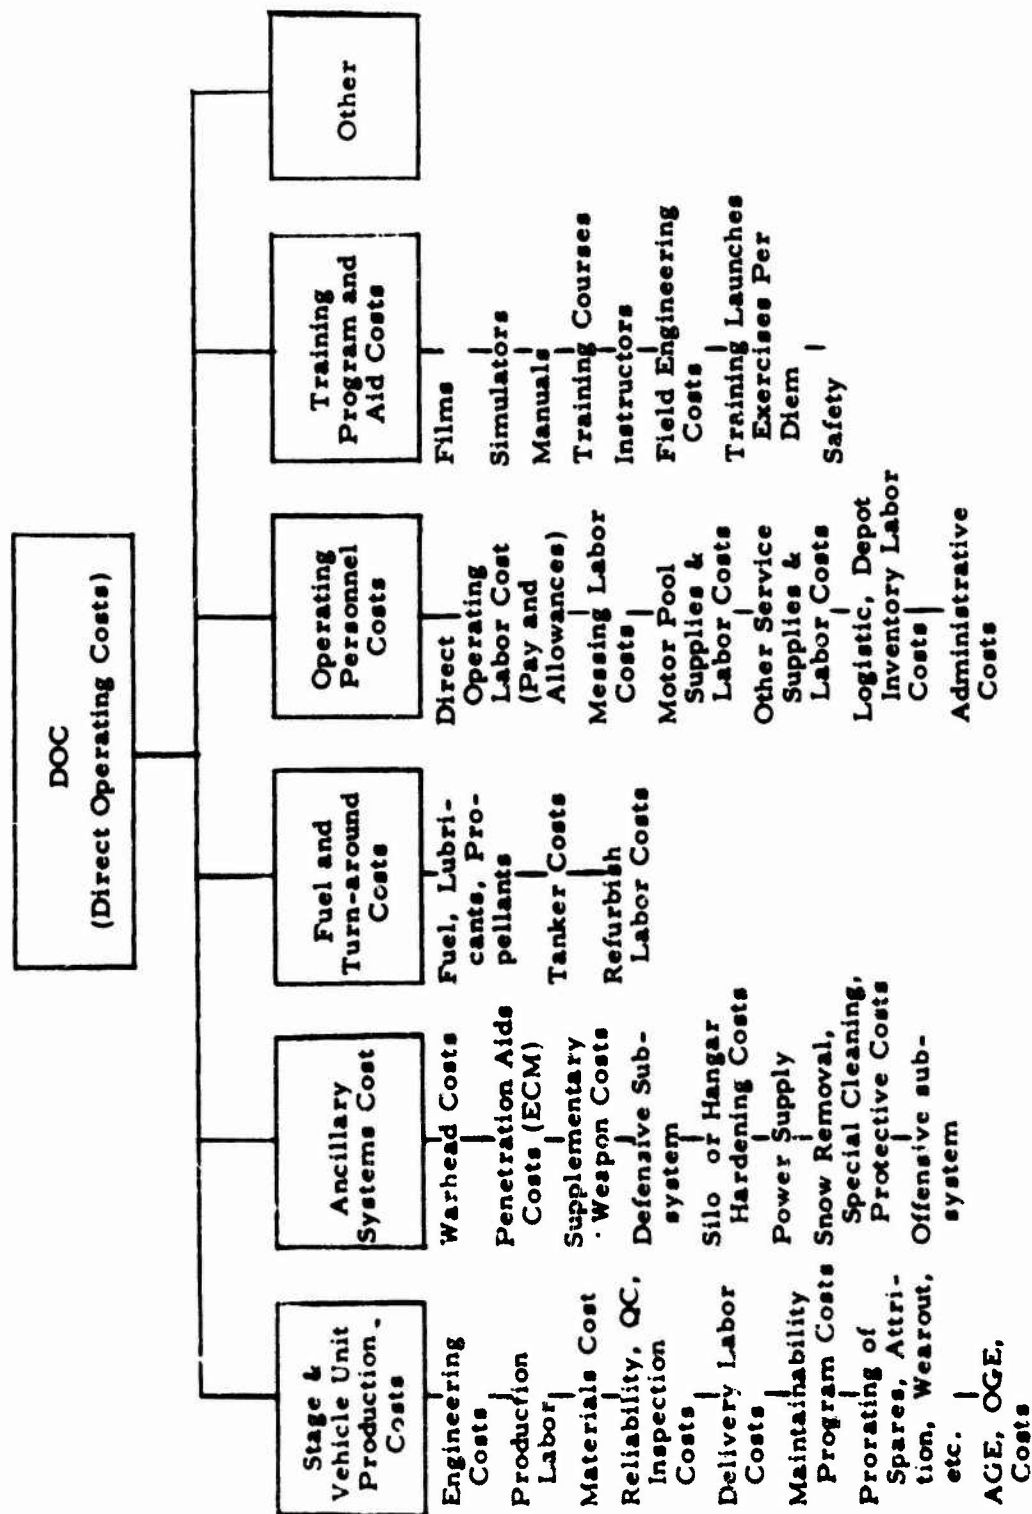 DOC
(Direct Operating Costs)
Stage &
Vehicle Unit
Production
Costs
Engineering
Costs
Production
Labor
Materials Cost
Reliability, QC,
Inspection
Costs
Delivery Labor
Costs
Maintainability
Program Costs
Prorating of
Spares, Attri-
tion, Wearout,
etc.
AGE, OGE,
Costs
Ancillary
Systems Cost
Warhead Costs
Penetration Aids
Costs (ECM)
Supplementary
Weapon Costs
Defensive Sub-
system
Silo or Hangar
Hardening Costs
Power Supply
Snow Removal,
Special Cleaning,
Protective Costs
Offensive sub-
system
Fuel and
Turn-around
Costs
Fuel, Lubri-
cants, Pro-
pellants
Tanker Costs
Refurbish
Labor Costs
Operating
Personnel
Costs
Direct
Operating
Labor Cost
(Pay and
Allowances)
Messing Labor
Costs
Motor Pool
Supplies &
Labor Costs
Other Service
Supplies &
Labor Costs
Logistic, Depot
Inventory Labor
Costs
Administrative
Costs
Training
Program and
Aid Costs
Films
Simulators
Manuals
Training Courses
Instructors
Field Engineering
Costs
Training Launches
Exercises Per
Diem
Safety
Other